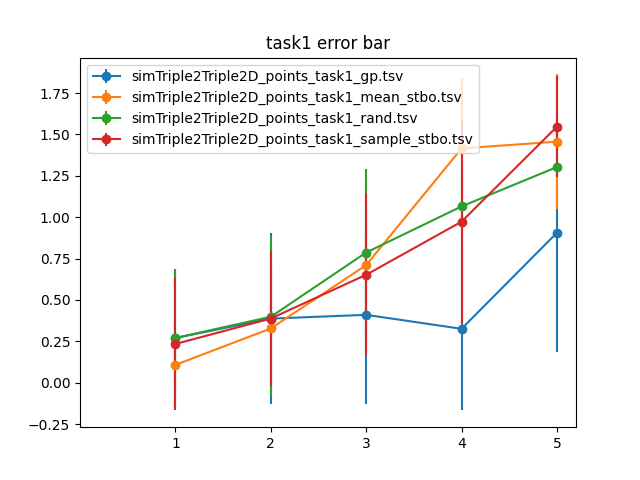 task1 error bar
simTriple2Triple2D_points_task1_gp.tsv
simTriple2Triple2D_points_task1_mean_stbo.tsv
simTriple2Triple2D_points_task1_rand.tsv
simTriple2Triple2D_points_task1_sample_stbo.tsv
1.75
1.50
1.25
1.00
0.75
0.50
0.25
0.00
−0.25
1 2 3 4 5